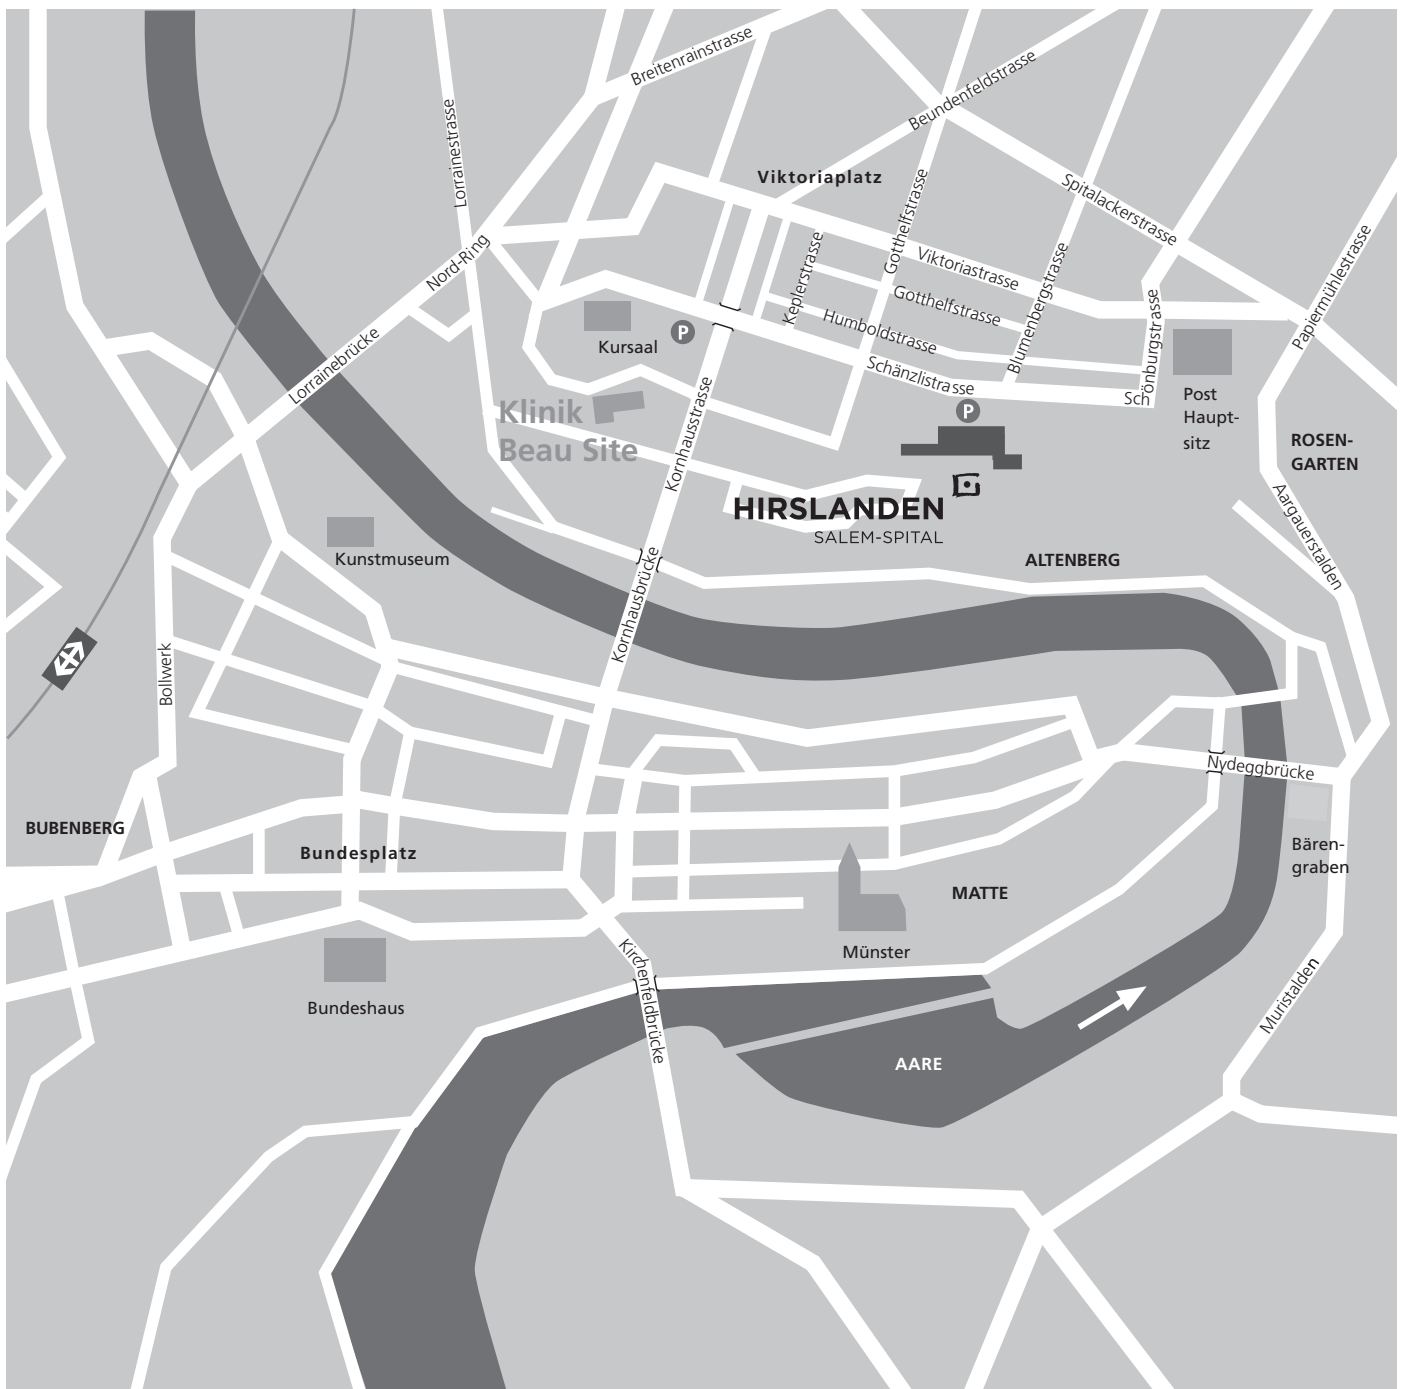 Breitenrainstrasse
Beundenfeldstrasse
Lorrainestrasse
Viktoriaplatz
Spitalackerstrasse
Gotthelfstrasse
Nord-Ring
Keplerstrasse
Viktoriastrasse
Blumenbergstrasse
Papiermühlestrasse
Gotthelfstrasse
Humboldstrasse
Schönburgstrasse
P
Kursaal
Lorrainebrücke
Schänzlistrasse
Post
Haupt-
sitz
P
Klinik
Beau Site
Kornhausstrasse
ROSEN-
GARTEN
HIRSLANDEN
SALEM-SPITAL
Aargauerstalden
Kunstmuseum
ALTENBERG
Kornhausbrücke
Bollwerk
Nydeggbrücke
BUBENBERG
Bundesplatz
Bären-
graben
MATTE
Münster
Kirchenfeldbrücke
Bundeshaus
Muristalden
AARE